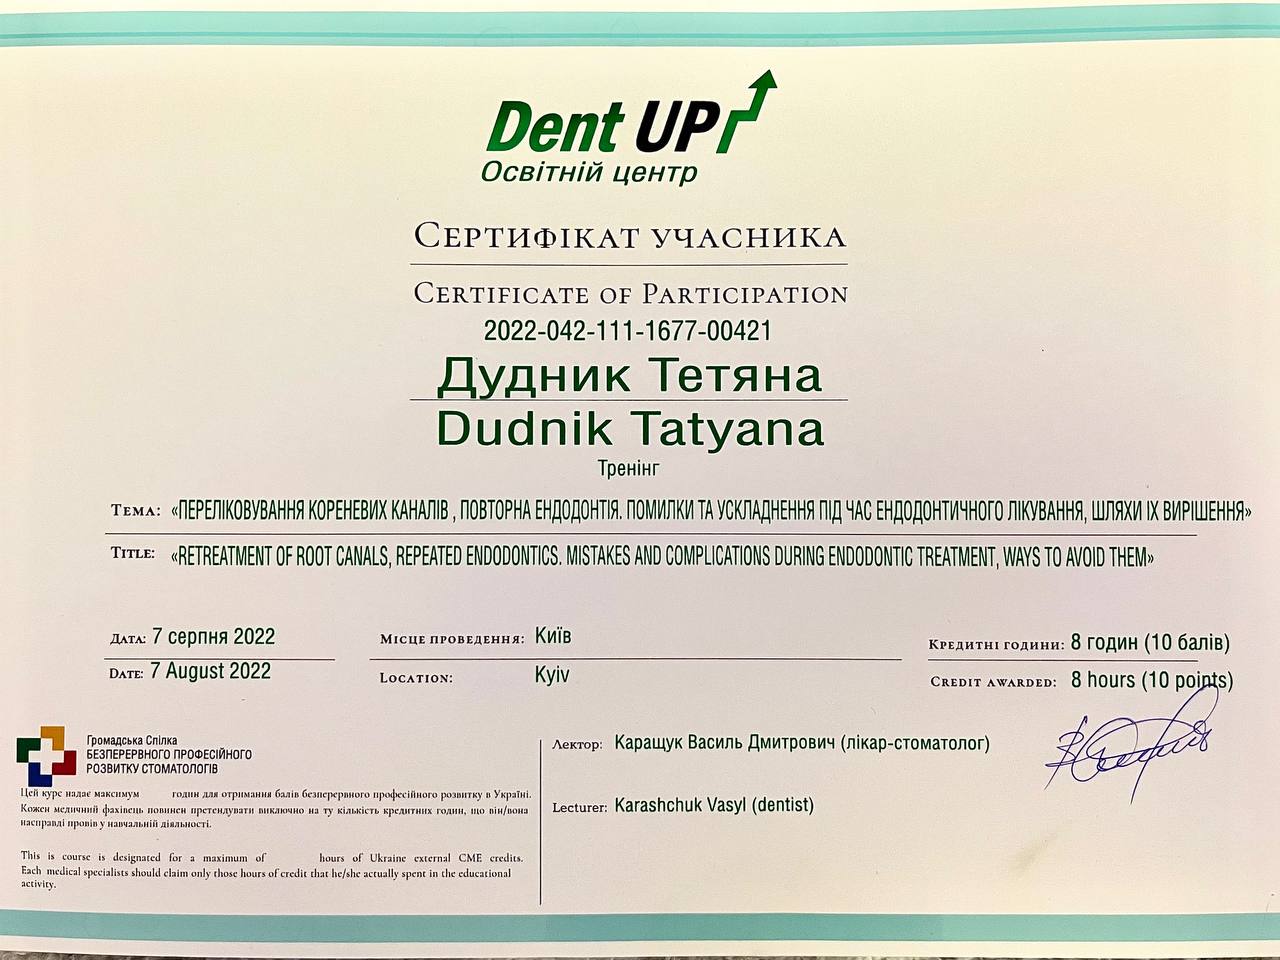 Dent UP
Освітній центр
Сертифікат учасника
Certificate of Participation
2022-042-111-1677-00421
Дудник Тетяна
Dudnik Tatyana
Тренінг
Тема: «ПЕРЕЛІКОВУВАННЯ КОРЕНЕВИХ КАНАЛІВ , ПОВТОРНА ЕНДОДОНТІЯ. ПОМИЛКИ ТА УСКЛАДНЕННЯ ПІД ЧАС ЕНДОДОНТИЧНОГО ЛІКУВАННЯ, ШЛЯХИ ЇХ ВИРІШЕННЯ»
Title: «RETREATMENT OF ROOT CANALS, REPEATED ENDODONTICS. MISTAKES AND COMPLICATIONS DURING ENDODONTIC TREATMENT, WAYS TO AVOID THEM»
Дата: 7 серпня 2022
Date: 7 August 2022
Місце проведення: Київ
Location: Kyiv
Кредитні години: 8 годин (10 балів)
Credit awarded: 8 hours (10 points)
Громадська Спілка
БЕЗПЕРЕРВНОГО ПРОФЕСІЙНОГО
РОЗВИТКУ СТОМАТОЛОГІВ
Цей курс надає максимум годин для отримання балів безперервного професійного розвитку в Україні.
Кожен медичний фахівець повинен претендувати виключно на ту кількість кредитних годин, що він/вона
насправді провів у навчальній діяльності.
This is course is designated for a maximum of hours of Ukraine external CME credits.
Each medical specialists should claim only those hours of credit that he/she actually spent in the educational
activity.
Лектор: Каращук Василь Дмитрович (лікар-стоматолог)
Lecturer: Karashchuk Vasyl (dentist)